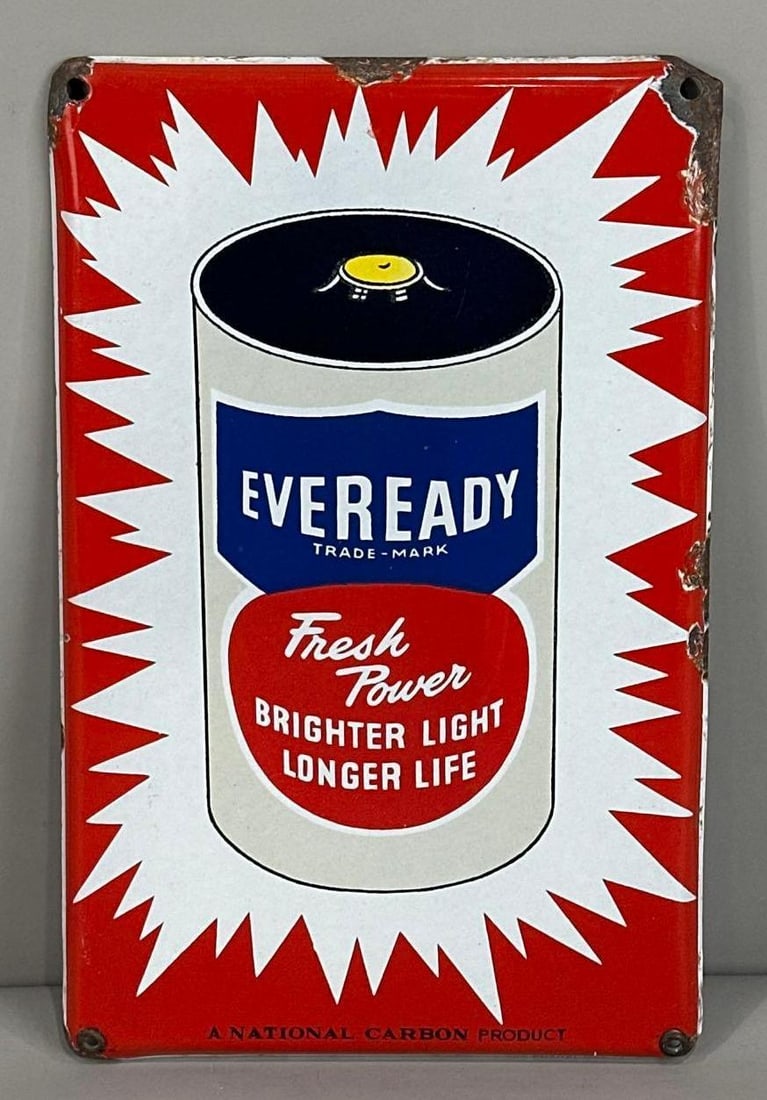 EVEREADY
TRADE-MARK
Fresh
Power
BRIGHTER LIGHT
LONGER LIFE
A NATIONAL CARBON PRODUCT